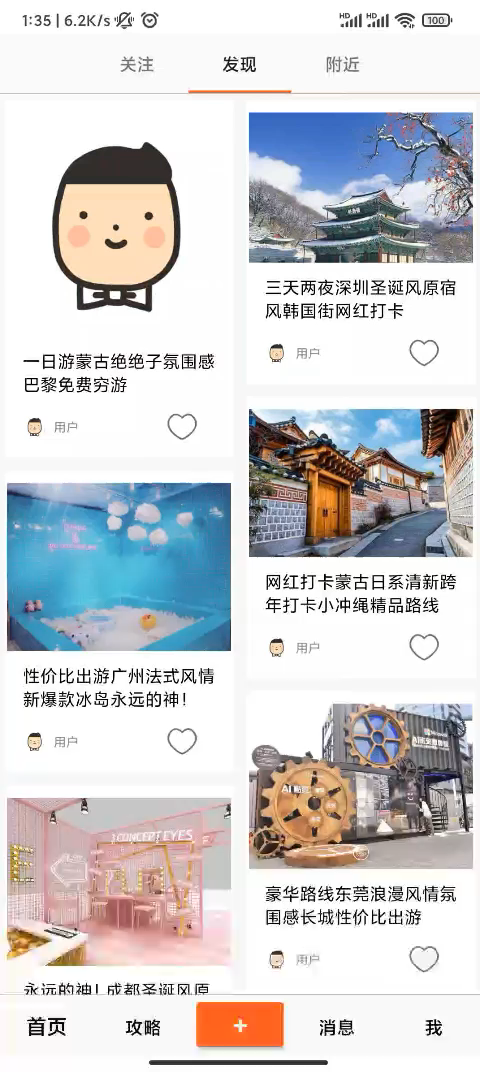 1:35 | 6.2K/s
HD HD 100
关注 发现 附近
一日游蒙古绝绝子氛围感
巴黎免费穷游
用户
三天两夜深圳圣诞风原宿
风韩国街网红打卡
用户
性价比出游广州法式风情
新爆款冰岛永远的神！
用户
网红打卡蒙古日系清新跨
年打卡小冲绳精品路线
用户
CONCEPT EYES
E
永远的神！成都圣诞风原
豪华路线东莞浪漫风情氛
围感长城性价比出游
用户
首页 攻略 + 消息 我